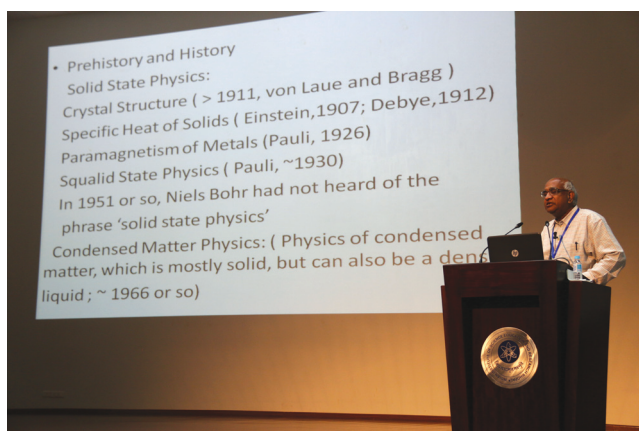 • Prehistory and History
Solid State Physics:
Crystal Structure ( > 1911, von Laue and Bragg )
Specific Heat of Solids ( Einstein,1907; Debye,1912)
Paramagnetism of Metals (Pauli, 1926)
Squalid State Physics ( Pauli, ~1930)
In 1951 or so, Niels Bohr had not heard of the
phrase ‘solid state physics’
Condensed Matter Physics: ( Physics of condensed
matter, which is mostly solid, but can also be a dens
liquid ; ~ 1966 or so)
hp